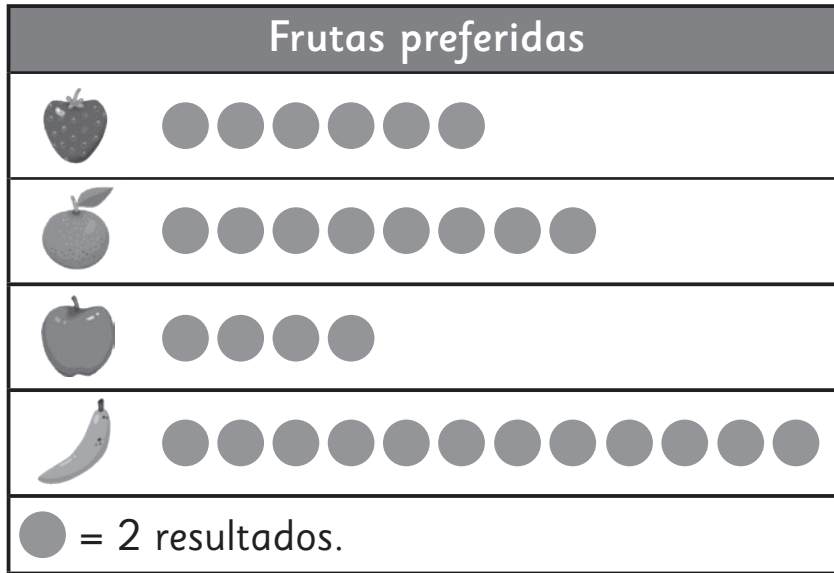 Frutas preferidas
= 2 resultados.